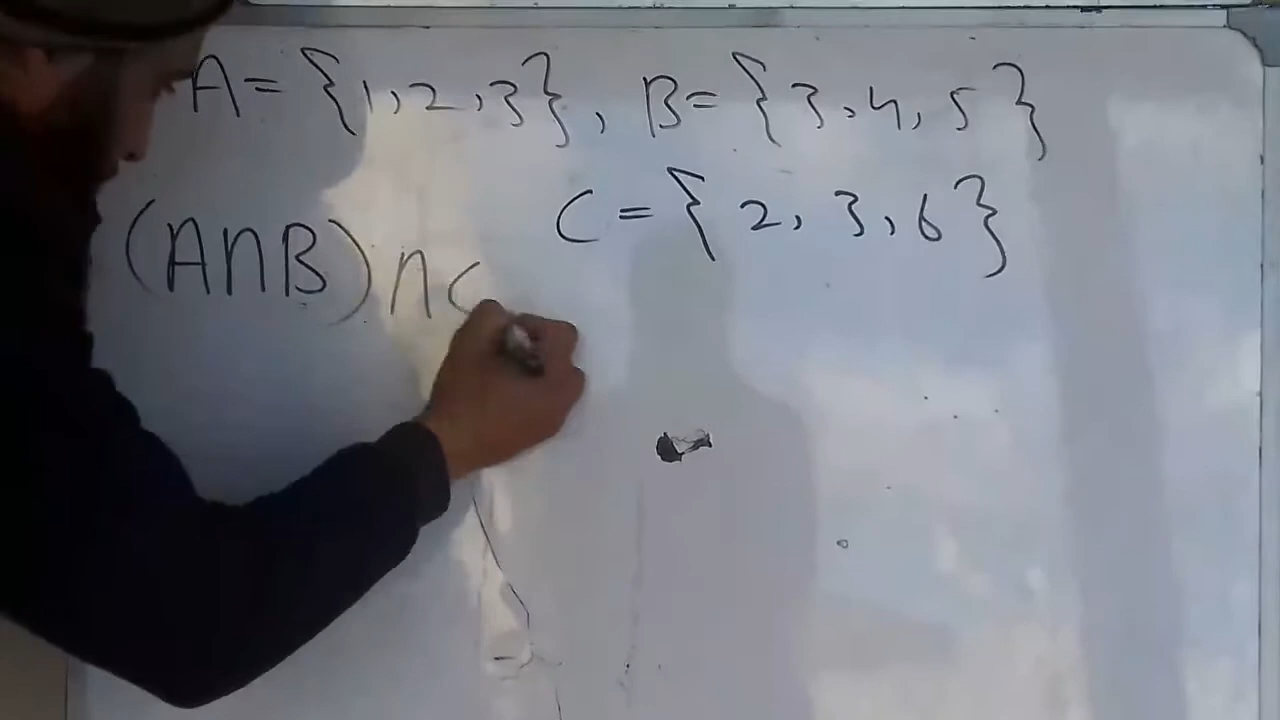 A = {1, 2, 3}, B = {3, 4, 5}
C = {2, 3, 6}
(A∩B)∩C